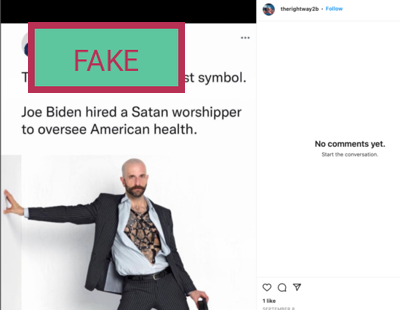 therightway2b • Follow
FAKE
T st symbol.
Joe Biden hired a Satan worshipper
to oversee American health.
No comments yet.
Start the conversation.
1 like
SEPTEMBER 8